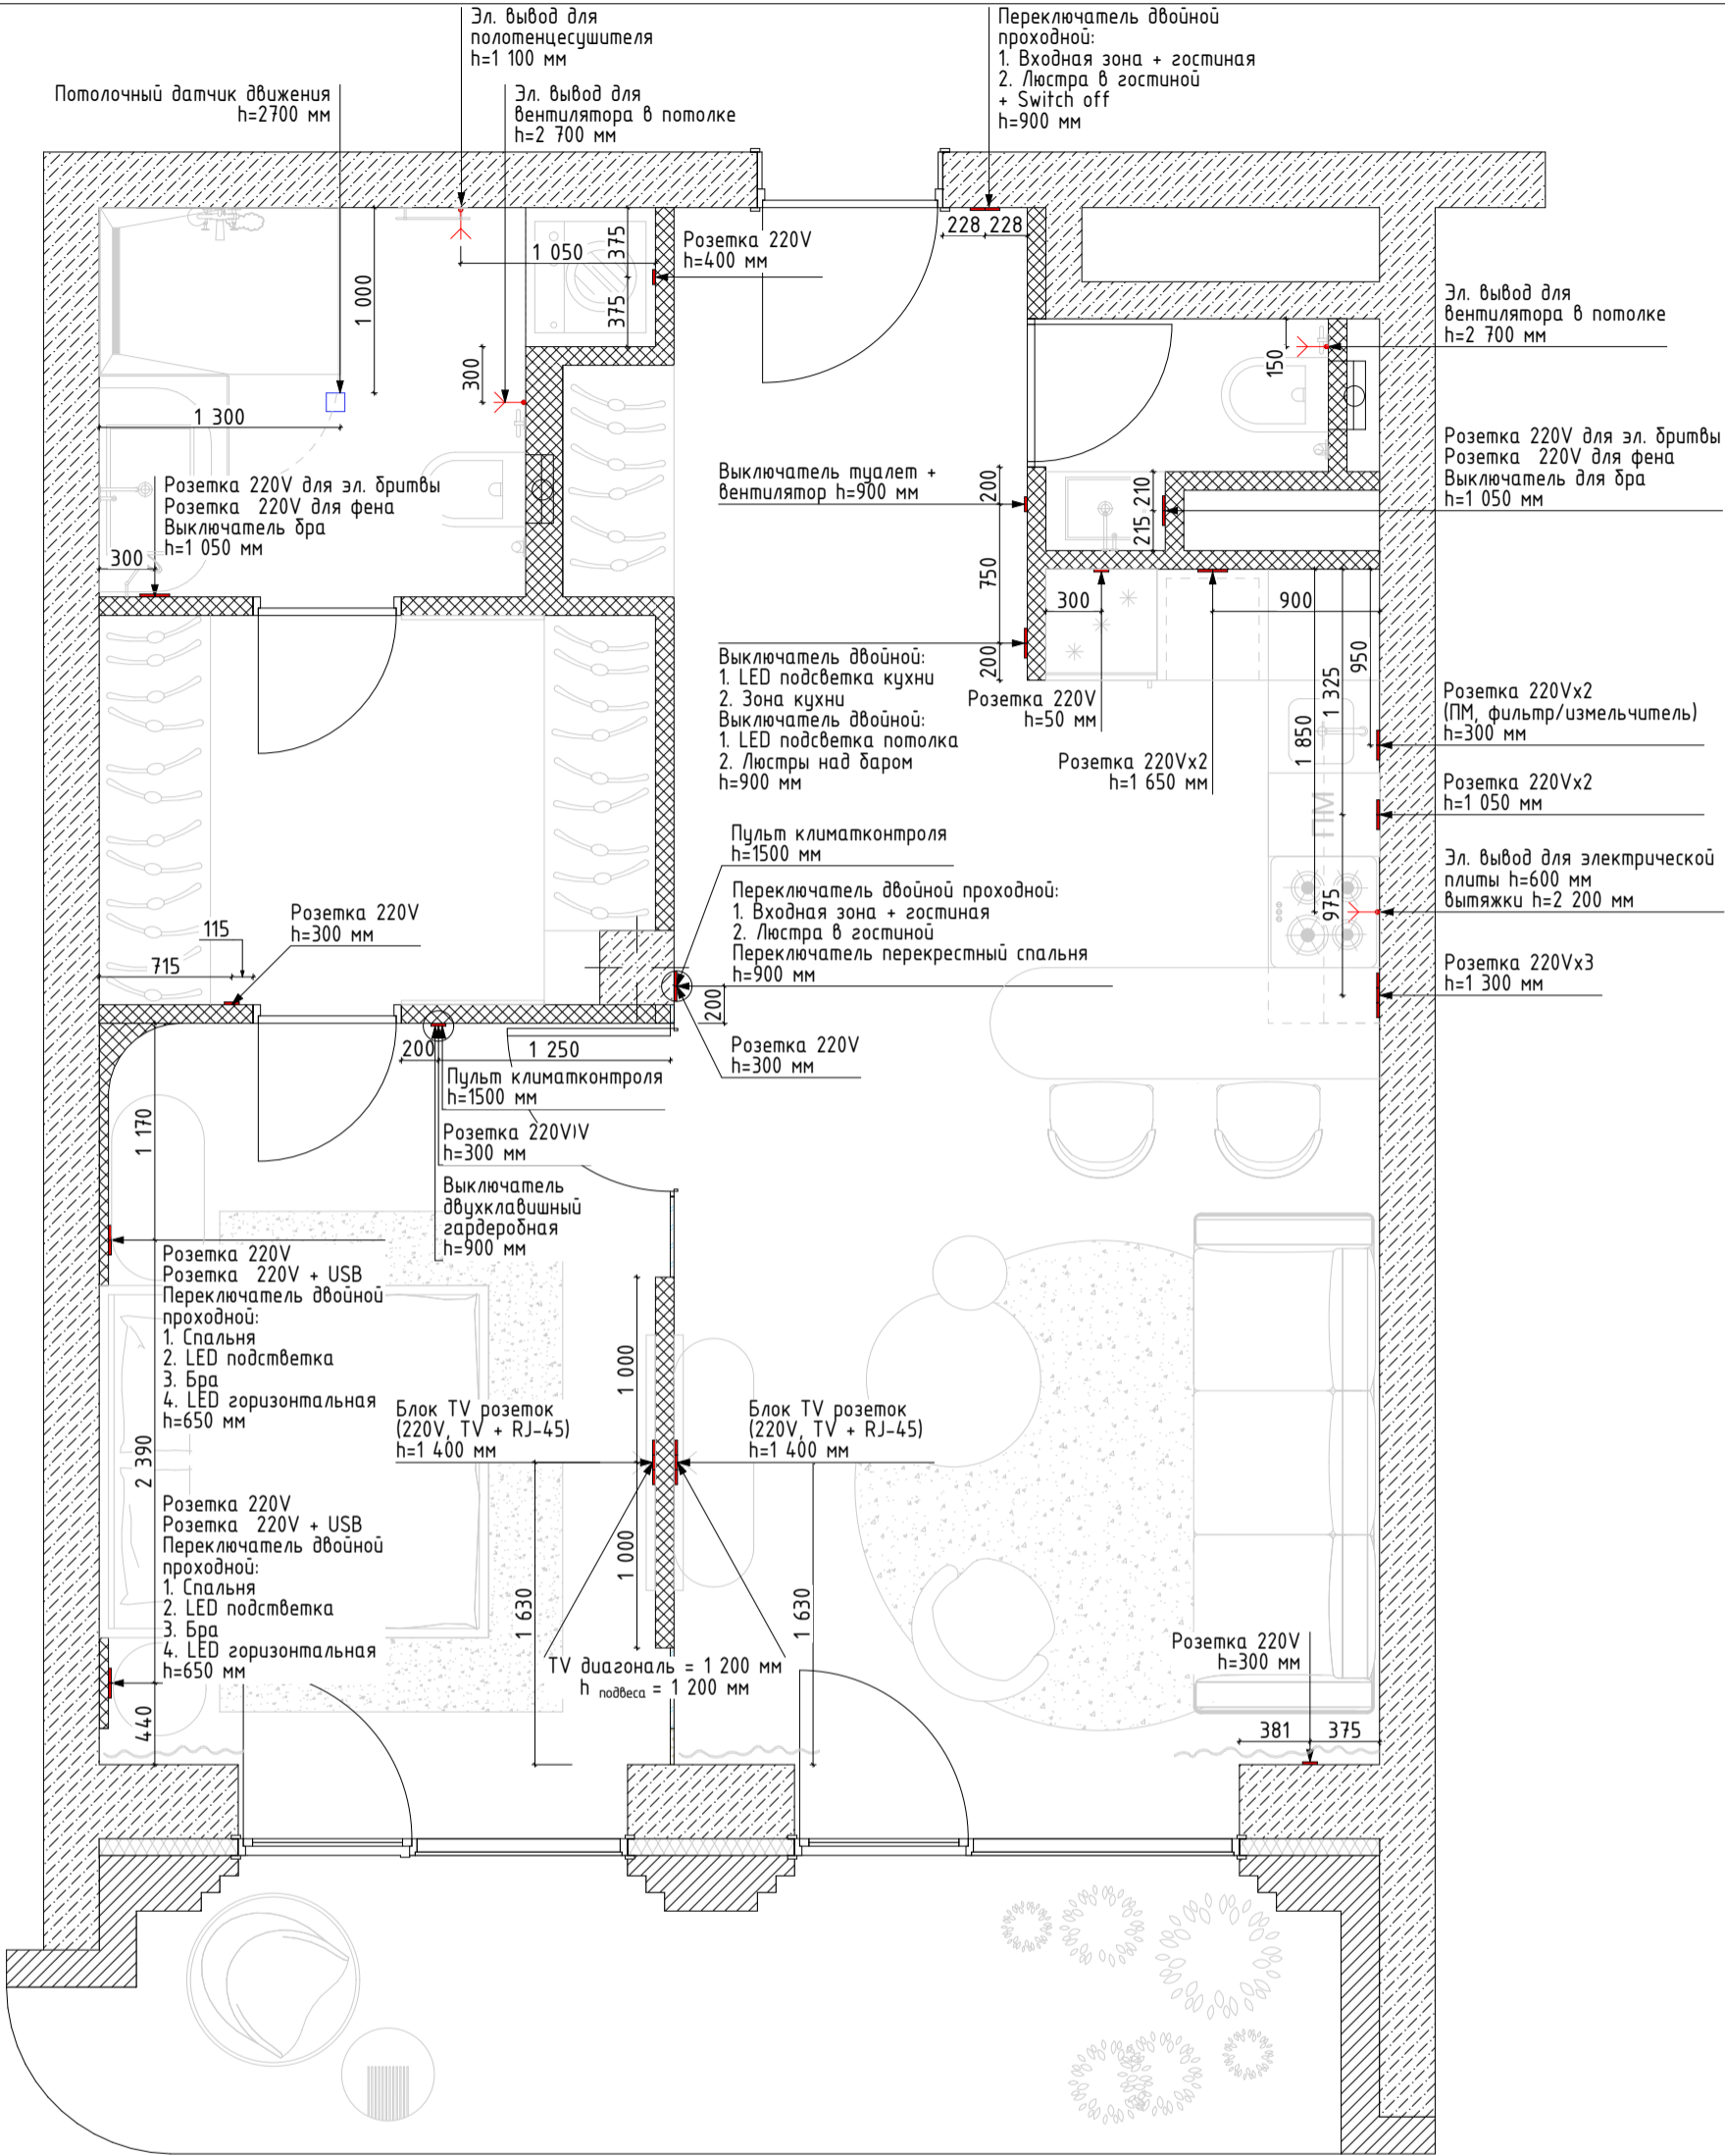 Эл. вывод для
полотенцесушителя
h=1 100 мм
Переключатель двойной
проходной:
1. Входная зона + гостиная
2. Люстра в гостиной
+ Switch off
h=900 мм
Потолочный датчик движения
h=2700 мм
Эл. вывод для
вентилятора в потолке
h=2 700 мм
228
228
1 050
375
375
Розетка 220V
h=400 мм
1 000
300
1 300
150
Эл. вывод для
вентилятора в потолке
h=2 700 мм
Розетка 220V для эл. бритвы
Розетка  220V для фена
Выключатель для бра
h=1 050 мм
Выключатель туалет +
вентилятор h=900 мм
200
210
215
750
200
Розетка 220V для эл. бритвы
Розетка  220V для фена
Выключатель бра
h=1 050 мм
300
300
900
950
1 325
1 850
975
Выключатель двойной:
1. LED подсветка кухни
2. Зона кухни
Выключатель двойной:
1. LED подсветка потолка
2. Люстры над баром
h=900 мм
Розетка 220V
h=50 мм
Розетка 220Vx2
h=1 650 мм
Розетка 220Vx2
(ПМ, фильтр/измельчитель)
h=300 мм
Розетка 220Vx2
h=1 050 мм
ПМ
Эл. вывод для электрической
плиты h=600 мм
вытяжки h=2 200 мм
Розетка 220Vx3
h=1 300 мм
Пульт климатконтроля
h=1500 мм
Переключатель двойной проходной:
1. Входная зона + гостиная
2. Люстра в гостиной
Переключатель перекрестный спальня
h=900 мм
200
Розетка 220V
h=300 мм
Розетка 220V
h=300 мм
115
715
200
1 250
Пульт климатконтроля
h=1500 мм
Розетка 220V
h=300 мм
Выключатель
двухклавишный
гардеробная
h=900 мм
1 170
Розетка 220V
Розетка  220V + USB
Переключатель двойной
проходной:
1. Спальня
2. LED подстветка
3. Бра
4. LED горизонтальная
h=650 мм
2 390
Розетка 220V
Розетка  220V + USB
Переключатель двойной
проходной:
1. Спальня
2. LED подстветка
3. Бра
4. LED горизонтальная
h=650 мм
440
1 000
1 000
Блок TV розеток
(220V, TV + RJ-45)
h=1 400 мм
Блок TV розеток
(220V, TV + RJ-45)
h=1 400 мм
1 630
1 630
TV диагональ = 1 200 мм
h подвеса = 1 200 мм
Розетка 220V
h=300 мм
381
375